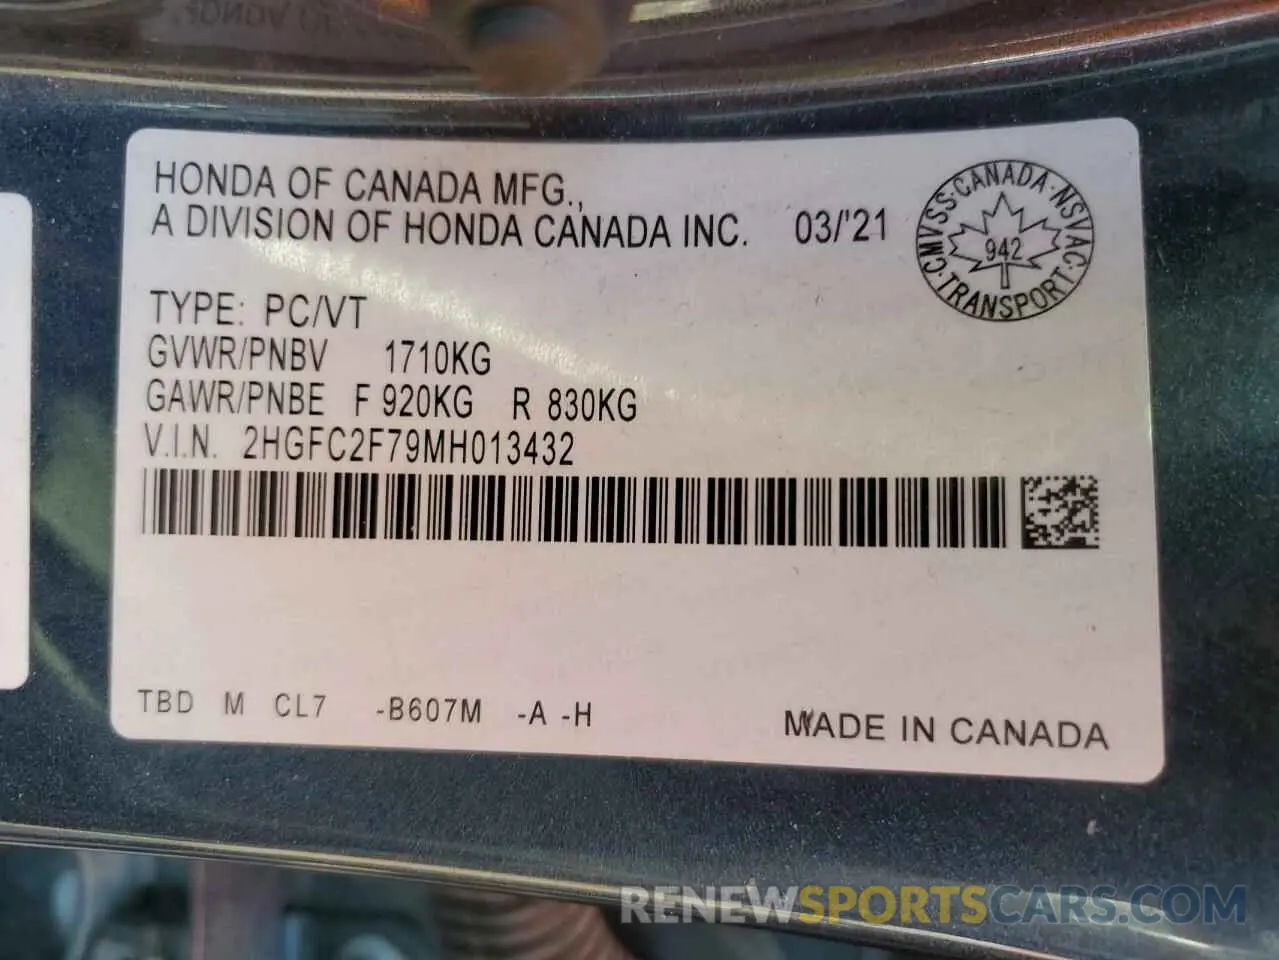 HONDA OF CANADA MFG.,
A DIVISION OF HONDA CANADA INC. 03/'21
CMVSS·CANADA·NSVAC·TRANSPORT·
942
TYPE: PC/VT
GVWR/PNBV 1710KG
GAWR/PNBE F 920KG R 830KG
V.I.N. 2HGFC2F79MH013432
TBD M CL7 -B607M -A -H
MADE IN CANADA
RENEWSPORTSCARS.COM